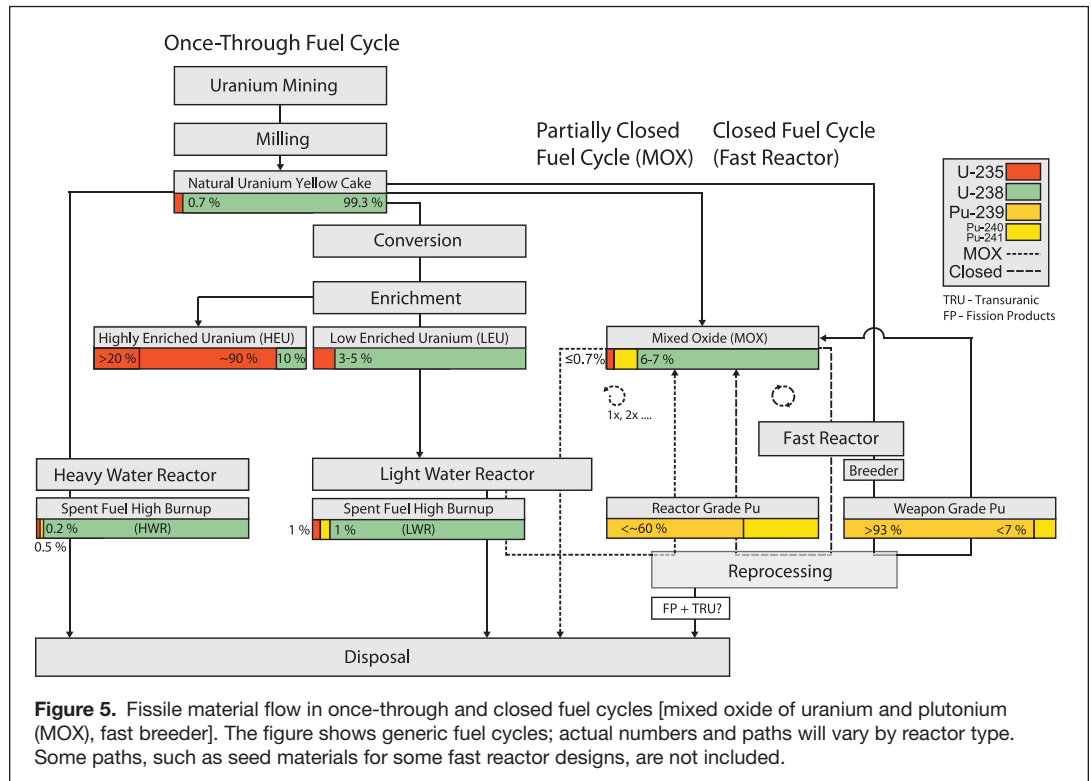 Once-Through Fuel Cycle
Uranium Mining
Milling
Partially Closed
Fuel Cycle (MOX)
Closed Fuel Cycle
(Fast Reactor)
Natural Uranium Yellow Cake
0.7 % 99.3 %
U-235
U-238
Pu-239
Pu-240
Pu-241
MOX
Closed
TRU - Transuranic
FP - Fission Products
Conversion
Enrichment
Highly Enriched Uranium (HEU)
>20 % ~90 % 10 %
Low Enriched Uranium (LEU)
3-5 %
Mixed Oxide (MOX)
≤0.7% 6-7 %
1x, 2x ....
Fast Reactor
Breeder
Heavy Water Reactor
Light Water Reactor
Spent Fuel High Burnup
0.2 % (HWR)
0.5 %
Spent Fuel High Burnup
1 % 1 % (LWR)
Reactor Grade Pu
<~60 %
Weapon Grade Pu
>93 % <7 %
Reprocessing
FP + TRU?
Disposal
Figure 5. Fissile material flow in once-through and closed fuel cycles [mixed oxide of uranium and plutonium
(MOX), fast breeder]. The figure shows generic fuel cycles; actual numbers and paths will vary by reactor type.
Some paths, such as seed materials for some fast reactor designs, are not included.